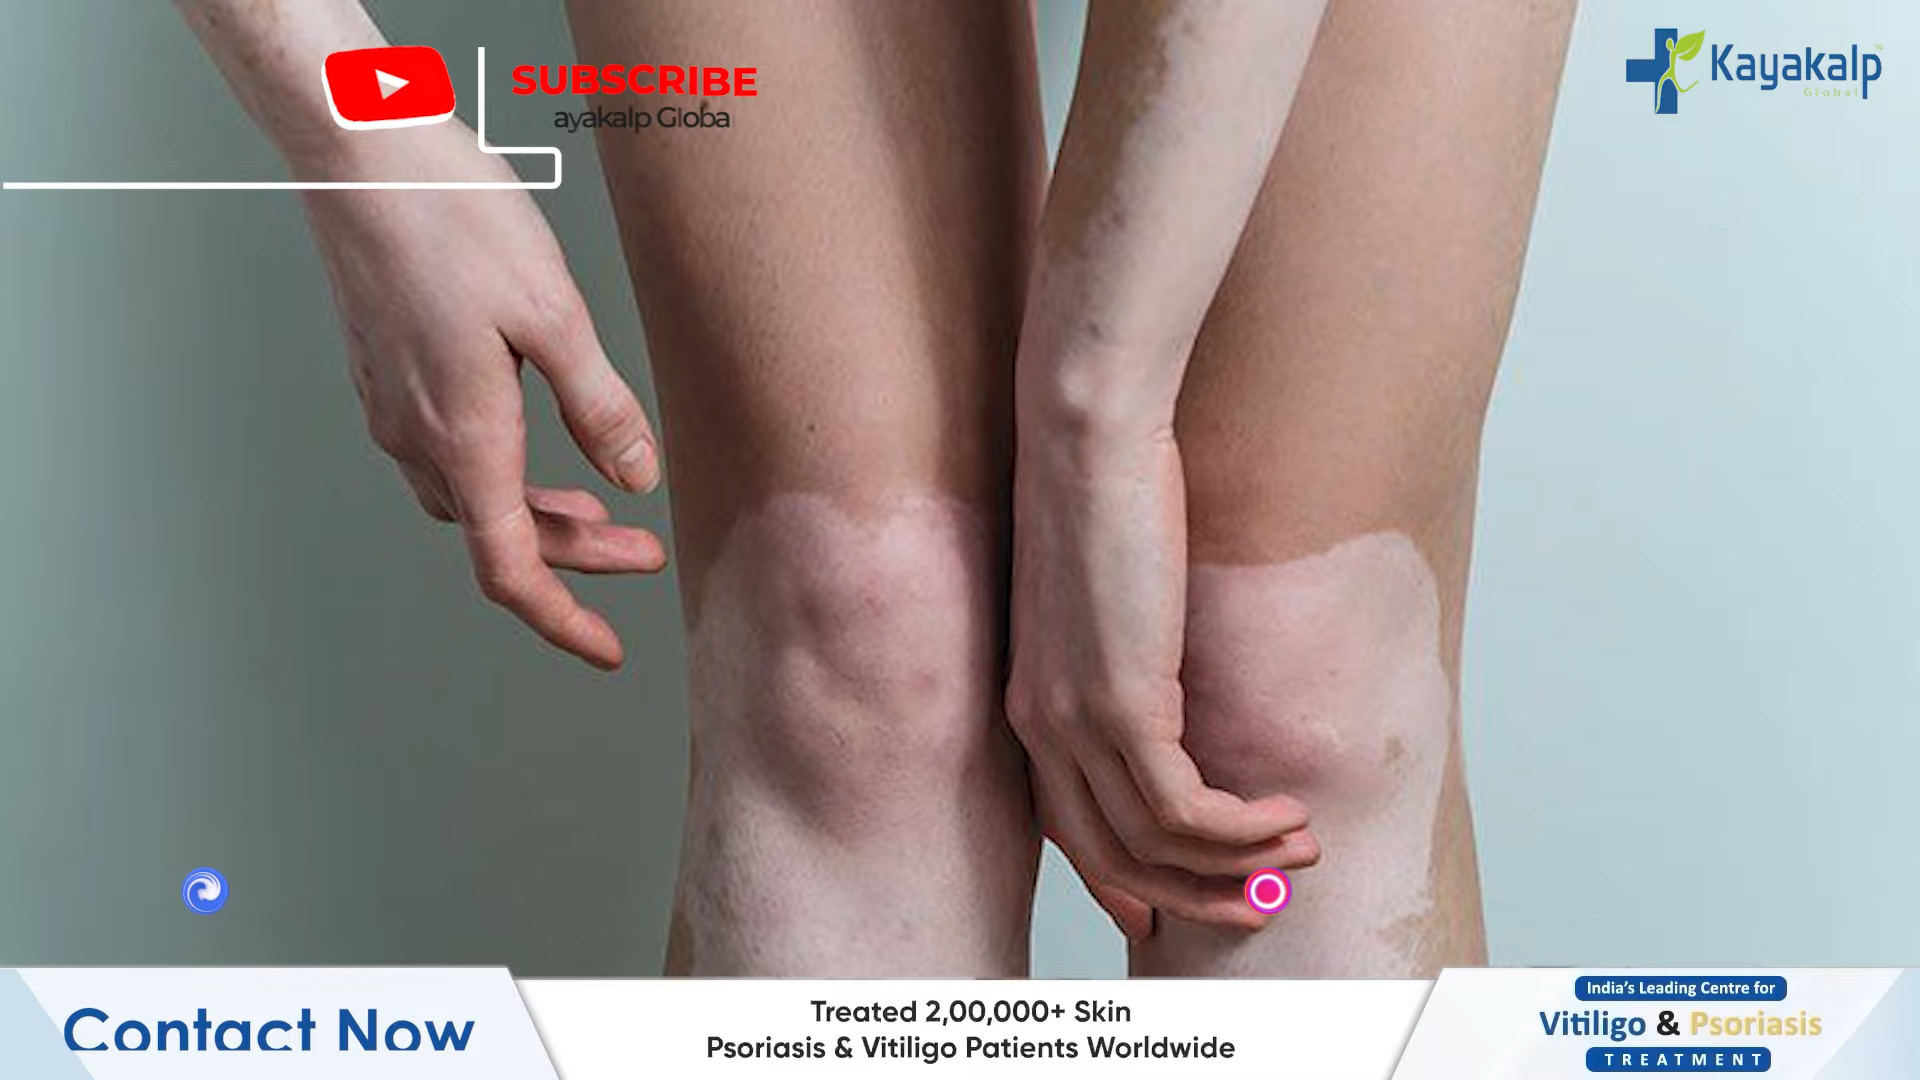 SUBSCRIBE
ayakalp Globa
Kayakalp
Global
Contact Now
Treated 2,00,000+ Skin
Psoriasis & Vitiligo Patients Worldwide
India's Leading Centre for
Vitiligo & Psoriasis
TREATMENT